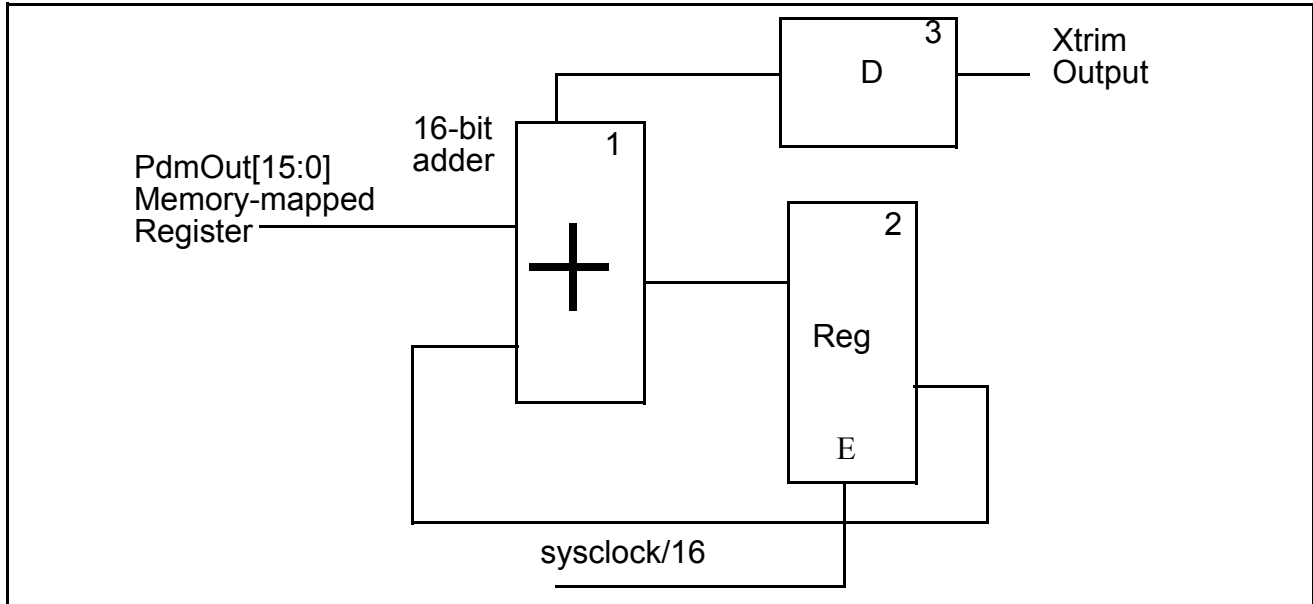 3
D
Xtrim
Output
16-bit
adder
1
PdmOut[15:0]
Memory-mapped
Register
2
Reg
E
sysclock/16